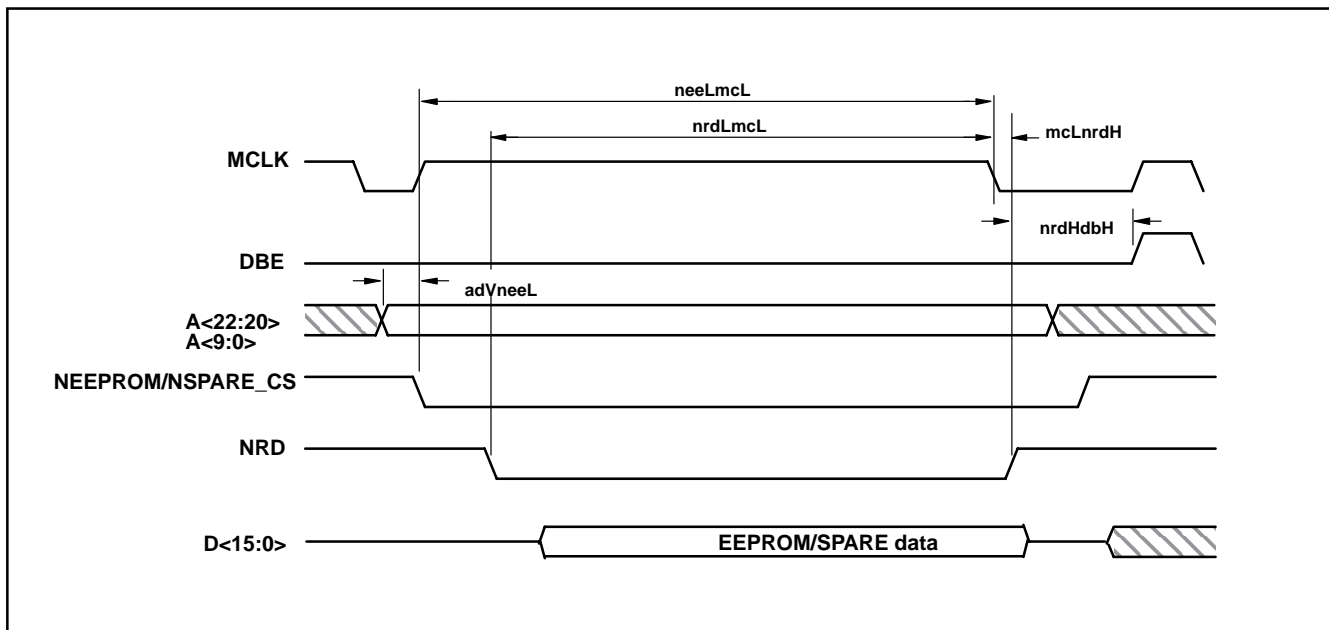 neeLmcL
nrdLmcL
mcLnrdH
MCLK
nrdHdbH
DBE
adVneeL
A<22:20>
A<9:0>
NEEPROM/NSPARE_CS
NRD
D<15:0>
EEPROM/SPARE data